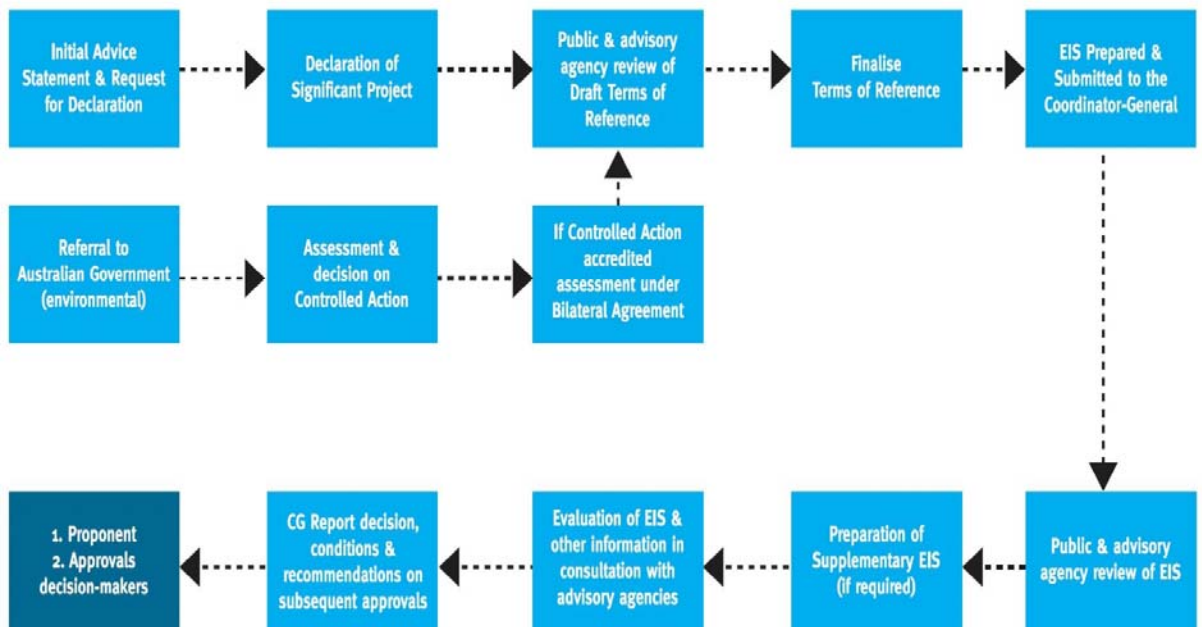 Initial Advice
Statement & Request
for Declaration
Declaration of
Significant Project
Public & advisory
agency review of
Draft Terms of
Reference
Finalise
Terms of Reference
EIS Prepared &
Submitted to the
Coordinator-General
Referral to
Australian Government
(environmental)
Assessment &
decision on
Controlled Action
If Controlled Action
accredited
assessment under
Bilateral Agreement
1. Proponent
2. Approvals
decision-makers
CG Report decision,
conditions &
recommendations on
subsequent approvals
Evaluation of EIS &
other information in
consultation with
advisory agencies
Preparation of
Supplementary EIS
(if required)
Public & advisory
agency review of EIS